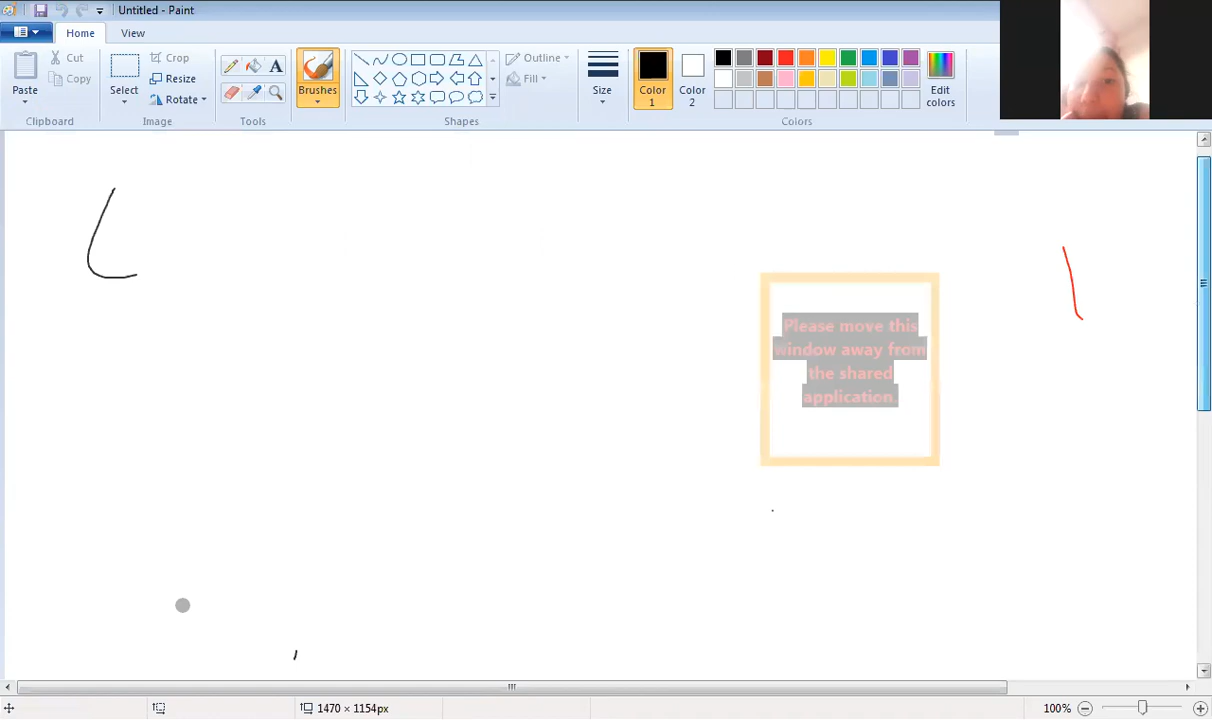 Untitled - Paint
Home View
Paste
Cut
Copy
Clipboard
Select
Crop
Resize
Rotate
Image
A
Tools
Brushes
Shapes
Outline
Fill
Size
Color 1
Color 2
Colors
Edit colors
Please move this
window away from
the shared
application.
1470 × 1154px
100%